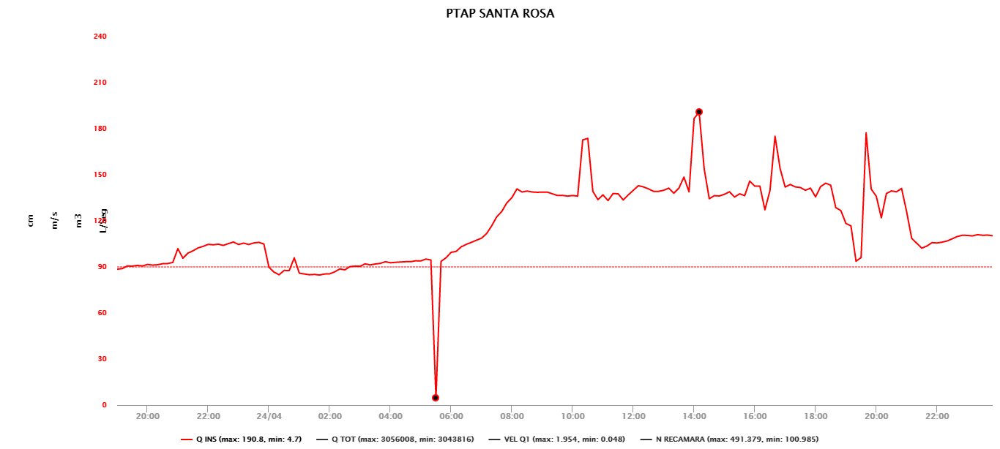 PTAP SANTA ROSA
240
210
180
150
120
90
60
30
0
cm
m/s
m3
L/seg
20:00 22:00 24/04 02:00 04:00 06:00 08:00 10:00 12:00 14:00 16:00 18:00 20:00 22:00
Q INS (max: 190.8, min: 4.7) Q TOT (max: 3056008, min: 3043816) VEL Q1 (max: 1.954, min: 0.048) N RECAMARA (max: 491.379, min: 100.985)